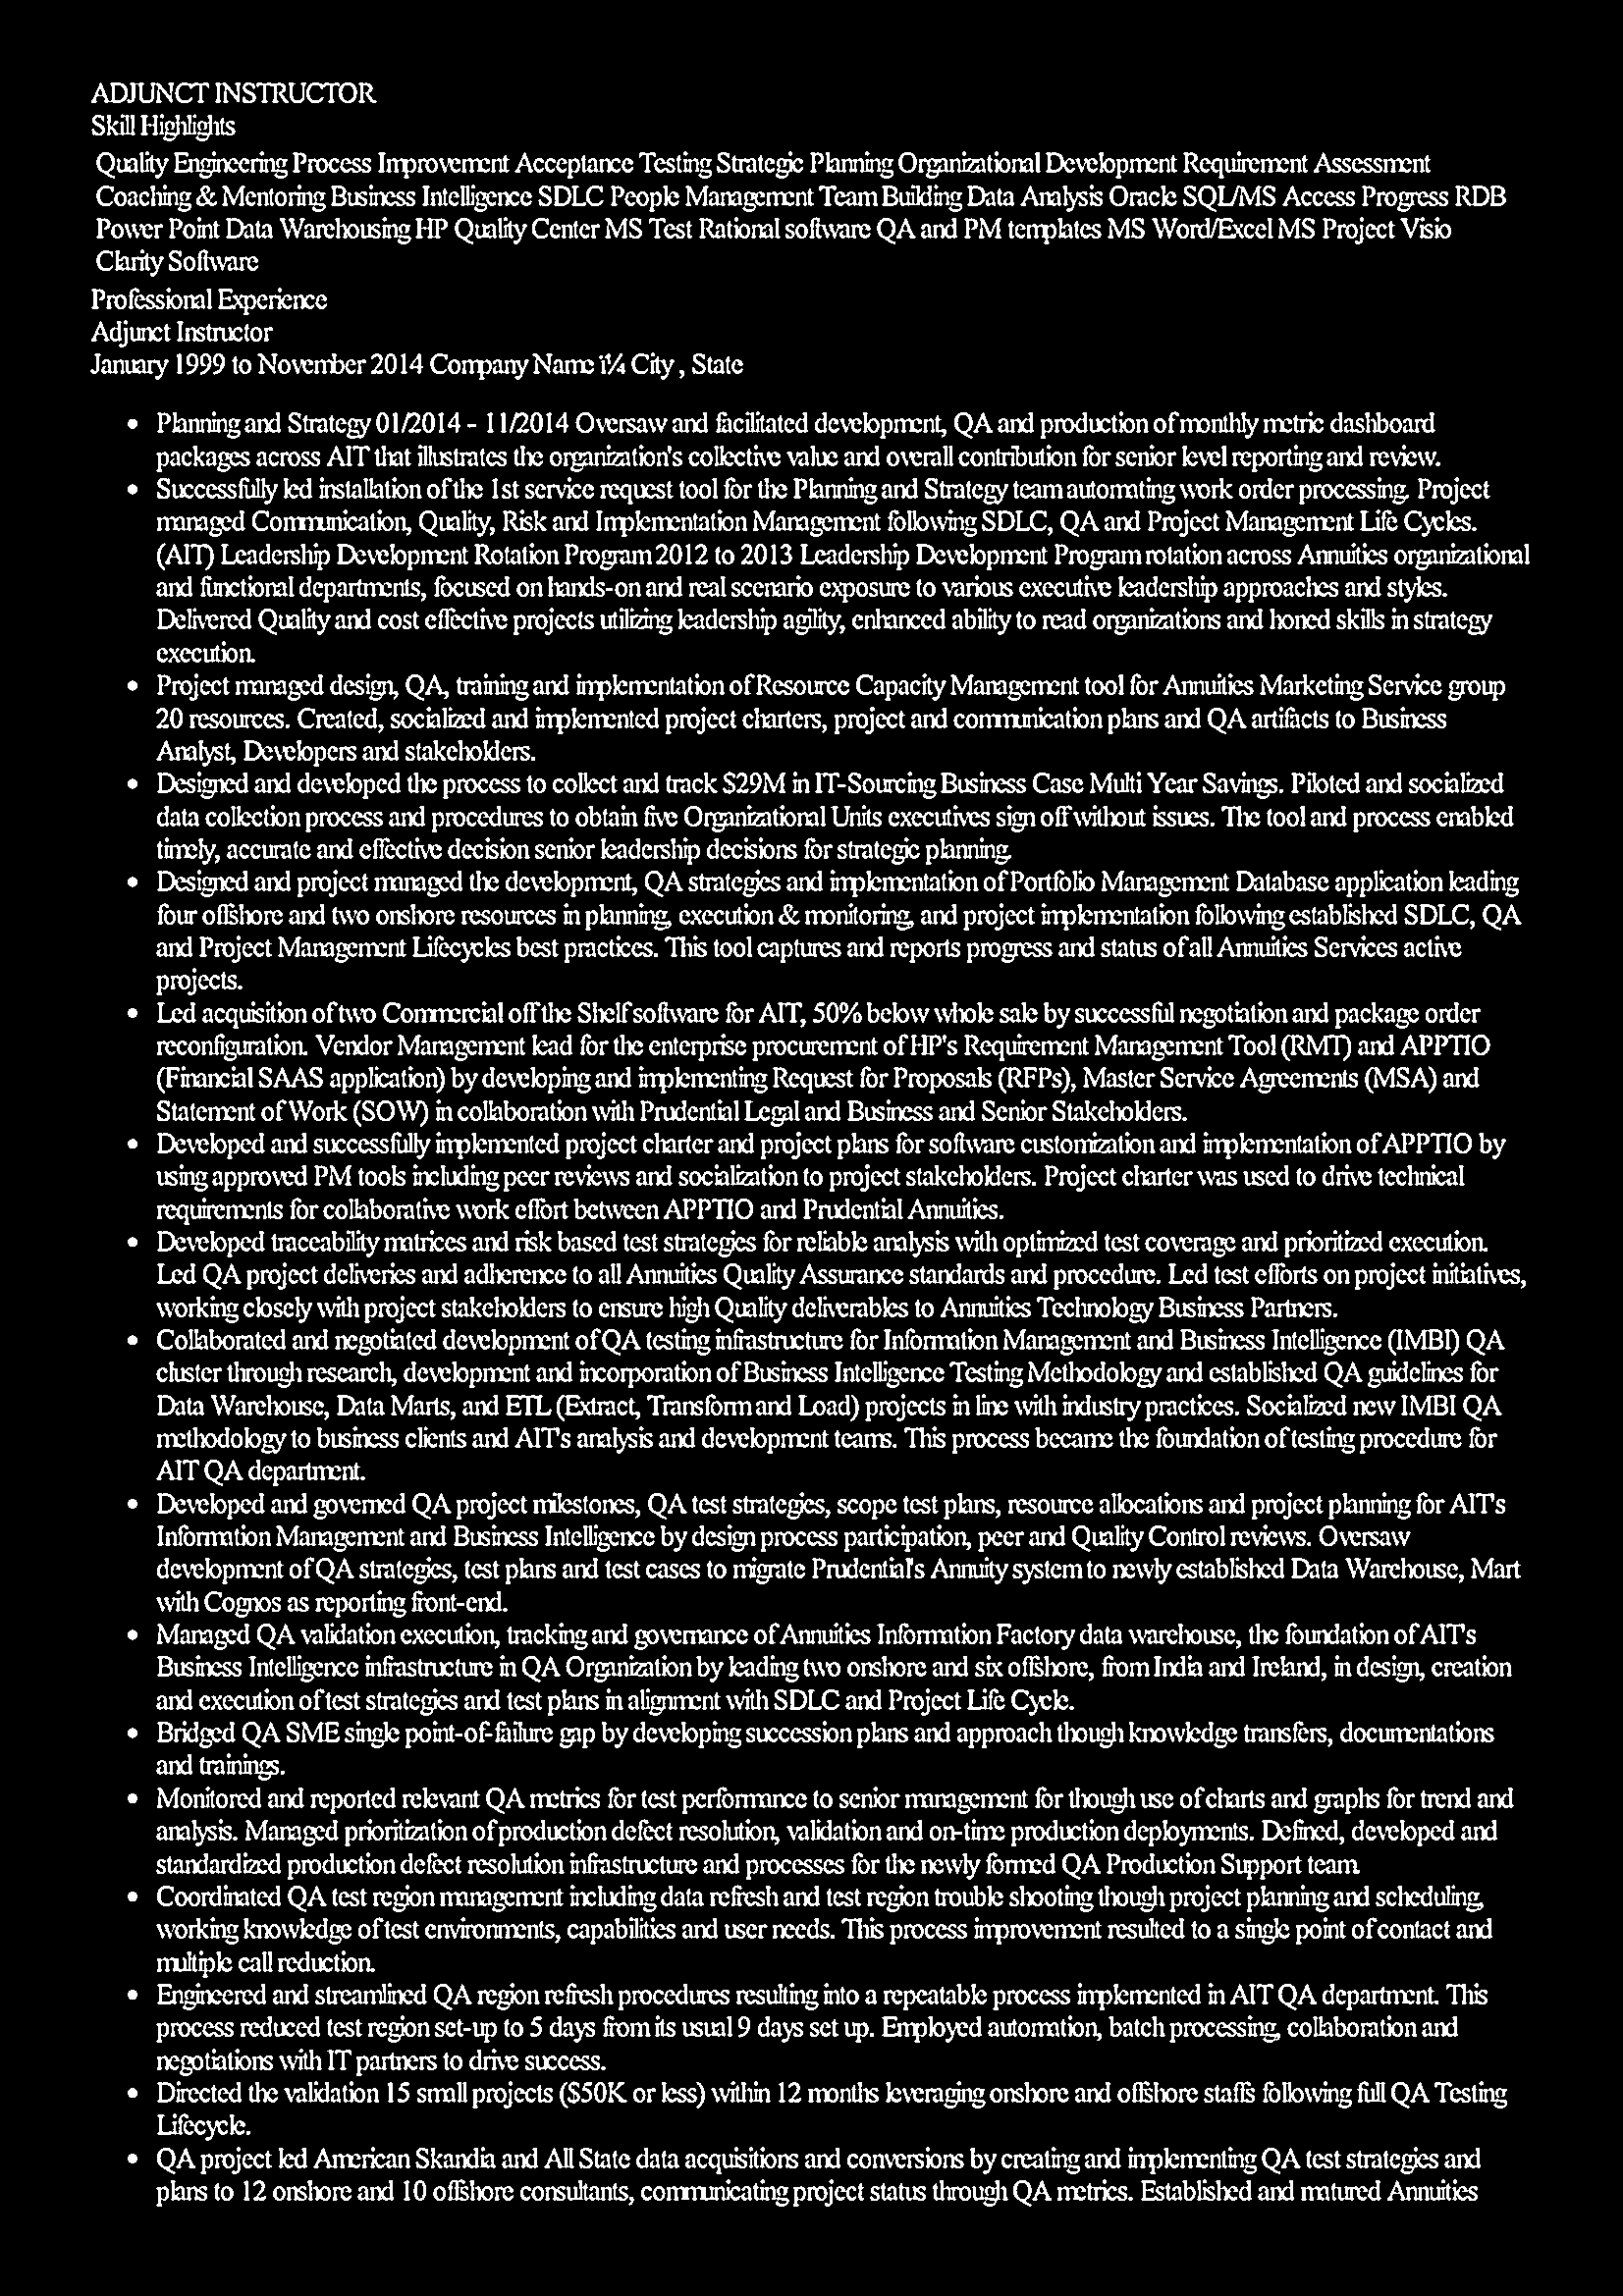 ADJUNCT INSTRUCTOR
Skill Highlights
Quality Engineering Process Improvement Acceptance Testing Strategic Planning Organizational Development Requirement Assessment
Coaching & Mentoring Business Intelligence SDLC People Management Team Building Data Analysis Oracle SQL/MS Access Progress RDB
Power Point Data Warehousing HP Quality Center MS Test Rational software QA and PM templates MS Word/Excel MS Project Visio
Clarity Software
Professional Experience
Adjunct Instructor
January 1999 to November 2014 Company Name ï¼ City , State
• Planning and Strategy 01/2014 - 11/2014 Oversaw and facilitated development, QA and production of monthly metric dashboard
packages across AIT that illustrates the organization's collective value and overall contribution for senior level reporting and review.
• Successfully led installation of the 1st service request tool for the Planning and Strategy team automating work order processing. Project
managed Communication, Quality, Risk and Implementation Management following SDLC, QA and Project Management Life Cycles.
(AIT) Leadership Development Rotation Program 2012 to 2013 Leadership Development Program rotation across Annuities organizational
and functional departments, focused on hands-on and real scenario exposure to various executive leadership approaches and styles.
Delivered Quality and cost effective projects utilizing leadership agility, enhanced ability to read organizations and honed skills in strategy
execution.
• Project managed design, QA, training and implementation of Resource Capacity Management tool for Annuities Marketing Service group
20 resources. Created, socialized and implemented project charters, project and communication plans and QA artifacts to Business
Analyst, Developers and stakeholders.
• Designed and developed the process to collect and track $29M in IT-Sourcing Business Case Multi Year Savings. Piloted and socialized
data collection process and procedures to obtain five Organizational Units executives sign off without issues. The tool and process enabled
timely, accurate and effective decision senior leadership decisions for strategic planning.
• Designed and project managed the development, QA strategies and implementation of Portfolio Management Database application leading
four offshore and two onshore resources in planning, execution & monitoring, and project implementation following established SDLC, QA
and Project Management Lifecycles best practices. This tool captures and reports progress and status of all Annuities Services active
projects.
• Led acquisition of two Commercial off the Shelf software for AIT, 50% below whole sale by successful negotiation and package order
reconfiguration. Vendor Management lead for the enterprise procurement of HP's Requirement Management Tool (RMT) and APPTIO
(Financial SAAS application) by developing and implementing Request for Proposals (RFPs), Master Service Agreements (MSA) and
Statement of Work (SOW) in collaboration with Prudential Legal and Business and Senior Stakeholders.
• Developed and successfully implemented project charter and project plans for software customization and implementation of APPTIO by
using approved PM tools including peer reviews and socialization to project stakeholders. Project charter was used to drive technical
requirements for collaborative work effort between APPTIO and Prudential Annuities.
• Developed traceability matrices and risk based test strategies for reliable analysis with optimized test coverage and prioritized execution.
Led QA project deliveries and adherence to all Annuities Quality Assurance standards and procedure. Led test efforts on project initiatives,
working closely with project stakeholders to ensure high Quality deliverables to Annuities Technology Business Partners.
• Collaborated and negotiated development of QA testing infrastructure for Information Management and Business Intelligence (IMBI) QA
cluster through research, development and incorporation of Business Intelligence Testing Methodology and established QA guidelines for
Data Warehouse, Data Marts, and ETL (Extract, Transform and Load) projects in line with industry practices. Socialized new IMBI QA
methodology to business clients and AIT's analysis and development teams. This process became the foundation of testing procedure for
AIT QA department.
• Developed and governed QA project milestones, QA test strategies, scope test plans, resource allocations and project planning for AIT's
Information Management and Business Intelligence by design process participation, peer and Quality Control reviews. Oversaw
development of QA strategies, test plans and test cases to migrate Prudential's Annuity system to newly established Data Warehouse, Mart
with Cognos as reporting front-end.
• Managed QA validation execution, tracking and governance of Annuities Information Factory data warehouse, the foundation of AIT's
Business Intelligence infrastructure in QA Organization by leading two onshore and six offshore, from India and Ireland, in design, creation
and execution of test strategies and test plans in alignment with SDLC and Project Life Cycle.
• Bridged QA SME single point-of-failure gap by developing succession plans and approach though knowledge transfers, documentations
and trainings.
• Monitored and reported relevant QA metrics for test performance to senior management for though use of charts and graphs for trend and
analysis. Managed prioritization of production defect resolution, validation and on-time production deployments. Defined, developed and
standardized production defect resolution infrastructure and processes for the newly formed QA Production Support team.
• Coordinated QA test region management including data refresh and test region trouble shooting though project planning and scheduling,
working knowledge of test environments, capabilities and user needs. This process improvement resulted to a single point of contact and
multiple call reduction.
• Engineered and streamlined QA region refresh procedures resulting into a repeatable process implemented in AIT QA department. This
process reduced test region set-up to 5 days from its usual 9 days set up. Employed automation, batch processing, collaboration and
negotiations with IT partners to drive success.
• Directed the validation 15 small projects ($50K or less) within 12 months leveraging onshore and offshore staffs following full QA Testing
Lifecycle.
• QA project led American Skandia and All State data acquisitions and conversions by creating and implementing QA test strategies and
plans to 12 onshore and 10 offshore consultants, communicating project status through QA metrics. Established and matured Annuities